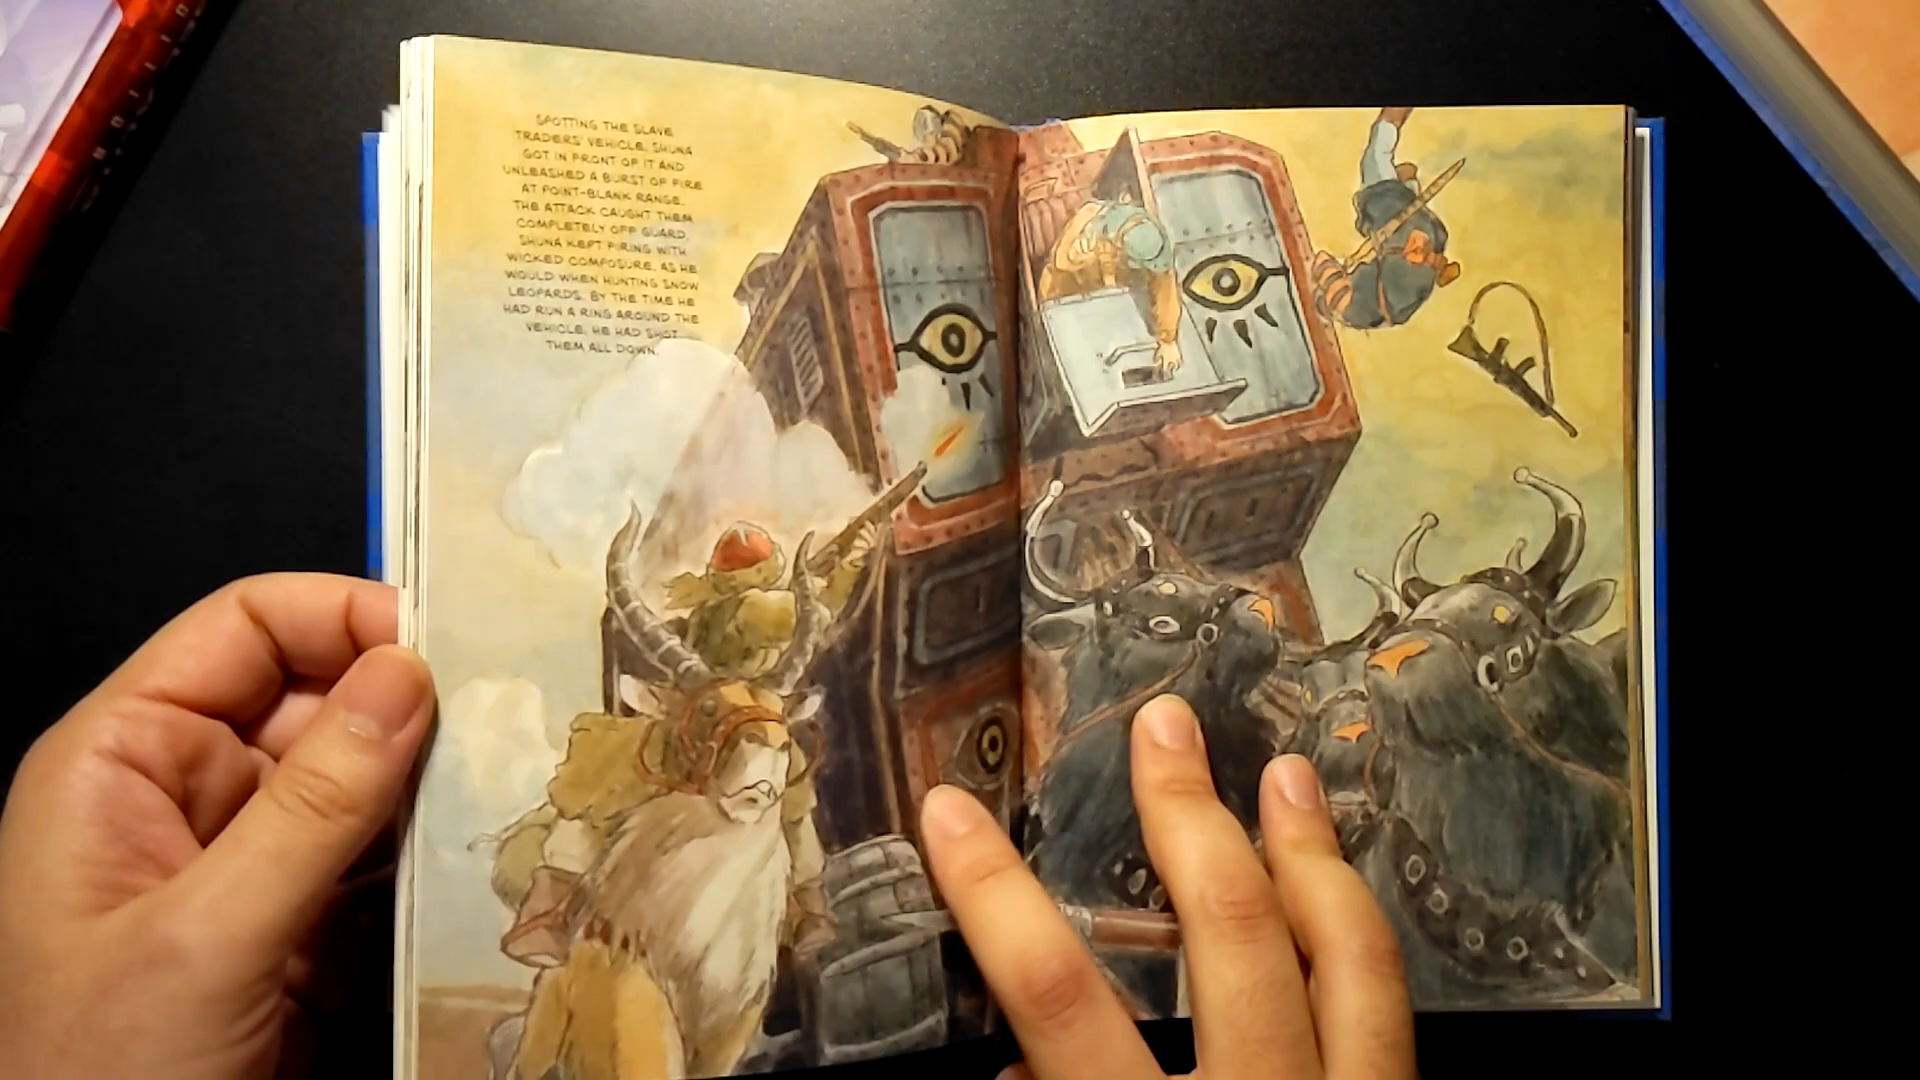 SPOTTING THE SLAVE
TRADERS' VEHICLE, SHUNA
GOT IN FRONT OF IT AND
UNLEASHED A BURST OF FIRE
AT POINT-BLANK RANGE.
THE ATTACK CAUGHT THEM
COMPLETELY OFF GUARD.
SHUNA KEPT FIRING WITH
WICKED COMPOSURE, AS HE
WOULD WHEN HUNTING SNOW
LEOPARDS. BY THE TIME HE
HAD RUN A RING AROUND THE
VEHICLE, HE HAD SHOT
THEM ALL DOWN.